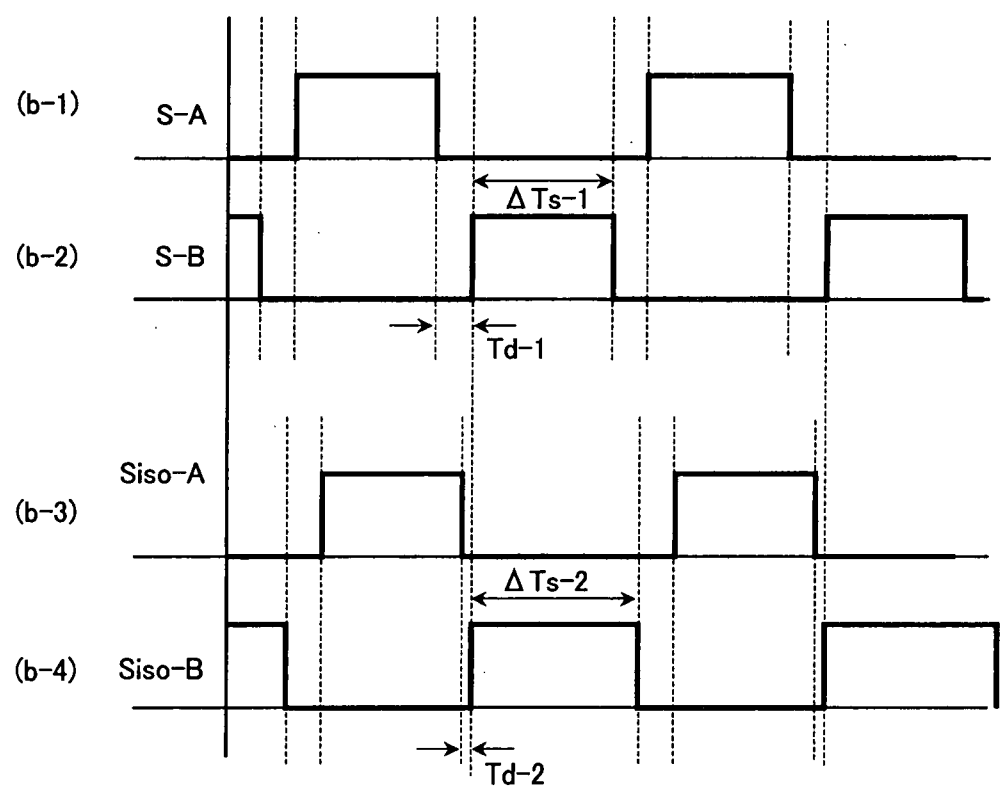 (b-1) S-A
ΔTs-1
(b-2) S-B
Td-1
Siso-A
(b-3)
ΔTs-2
(b-4) Siso-B
Td-2